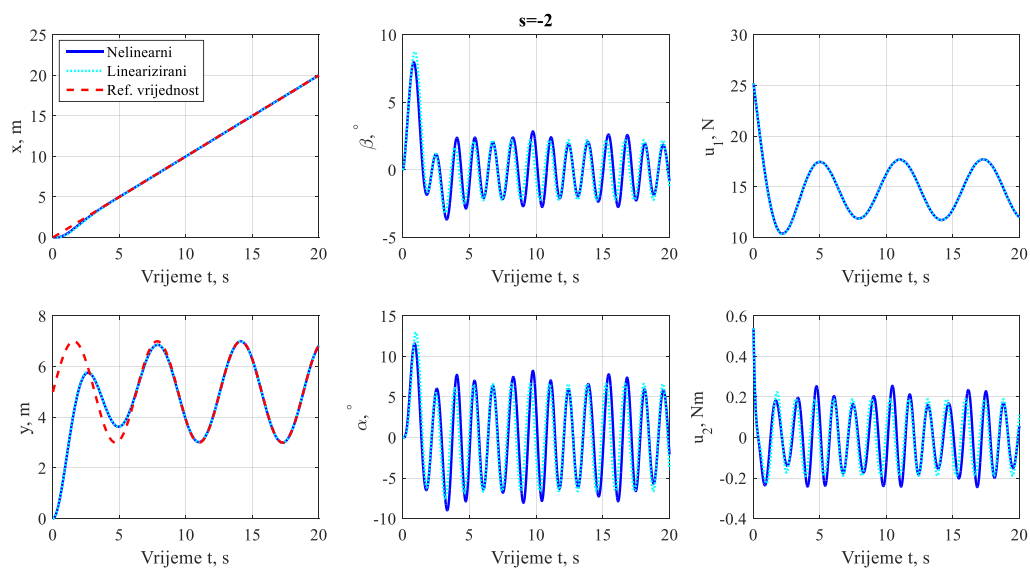 s=-2
25
20
15
10
5
0
x, m
Nelinearni
Linearizirani
Ref. vrijednost
0 5 10 15 20
Vrijeme t, s
10
5
0
-5
β, °
0 5 10 15 20
Vrijeme t, s
30
25
20
15
10
u₁, N
0 5 10 15 20
Vrijeme t, s
8
6
4
2
0
y, m
0 5 10 15 20
Vrijeme t, s
15
10
5
0
-5
-10
α, °
0 5 10 15 20
Vrijeme t, s
0.6
0.4
0.2
0
-0.2
-0.4
u₂, Nm
0 5 10 15 20
Vrijeme t, s